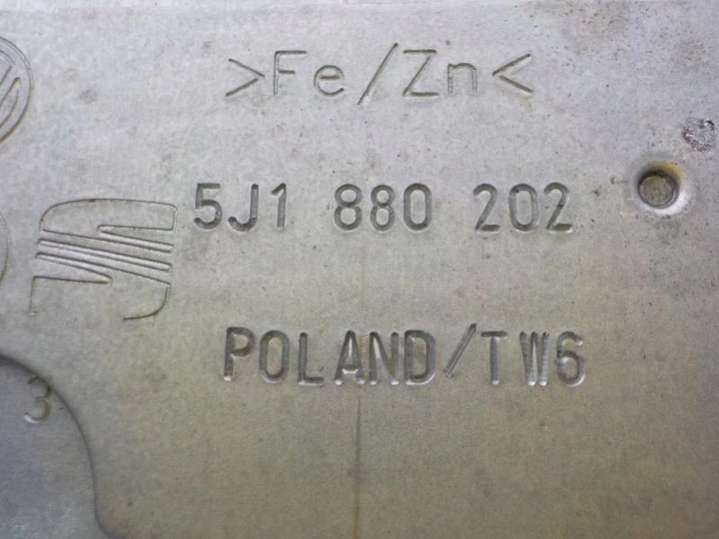 >Fe/Zn<
5J1 880 202
POLAND/TW6
3